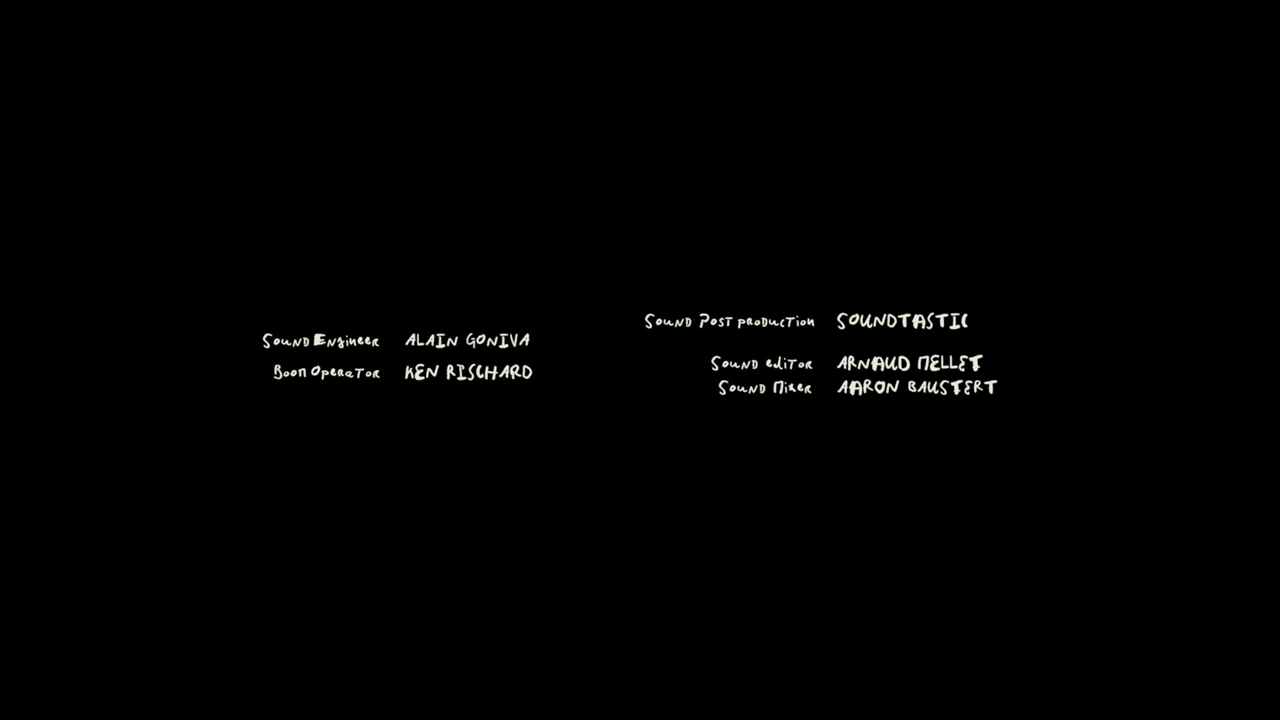 Sound Engineer ALAIN GONIVA
Boom Operator KEN RISCHARD
Sound Post production SOUNDTASTIC
Sound editor ARNAUD MELLET
Sound Mixer AARON BAUSTERT